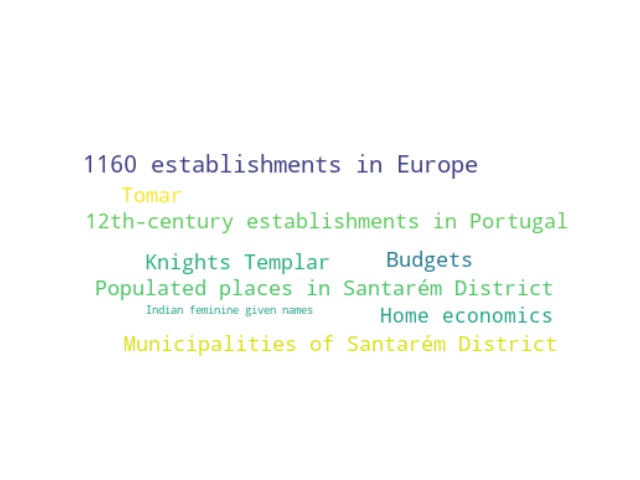 1160 establishments in Europe
Tomar
12th-century establishments in Portugal
Knights Templar
Budgets
Populated places in Santarém District
Indian feminine given names
Home economics
Municipalities of Santarém District